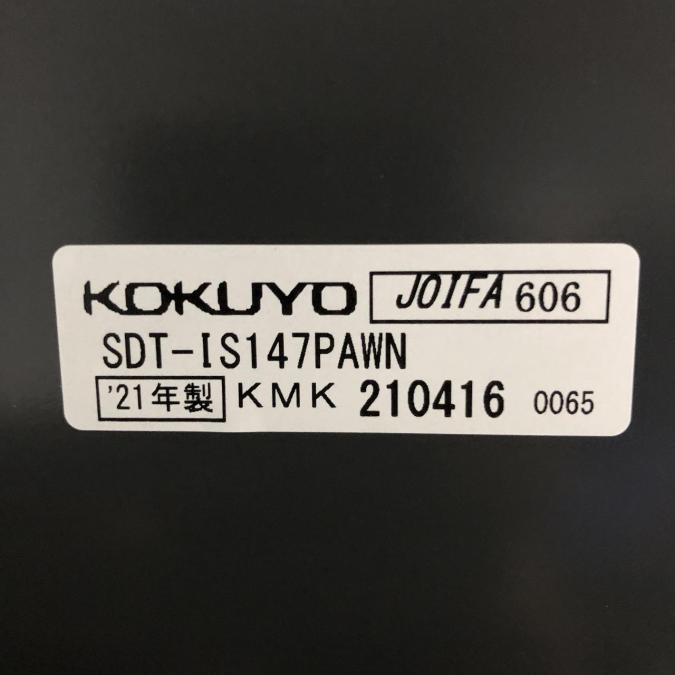 KOKUYO JOIFA 606
SDT-IS147PAWN
'21年製 KMK 210416 0065